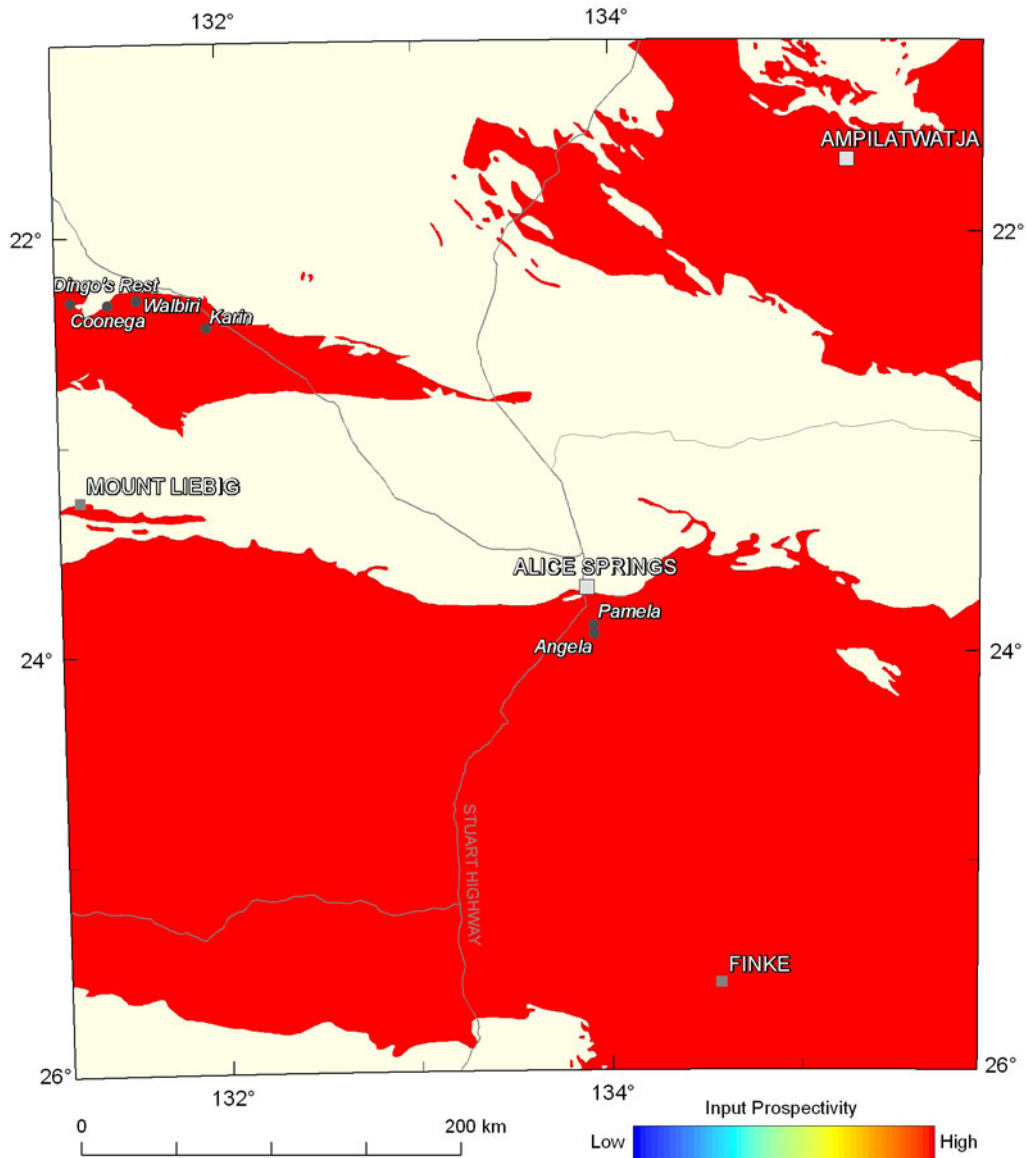 132°
134°
AMPILATWATJA
22°
22°
Dingo's Rest
Walbiri
Coonega
Karin
MOUNT LIEBIG
ALICE SPRINGS
Pamela
Angela
24°
24°
STUART HIGHWAY
FINKE
26°
26°
132°
134°
Input Prospectivity
0
200 km
Low
High